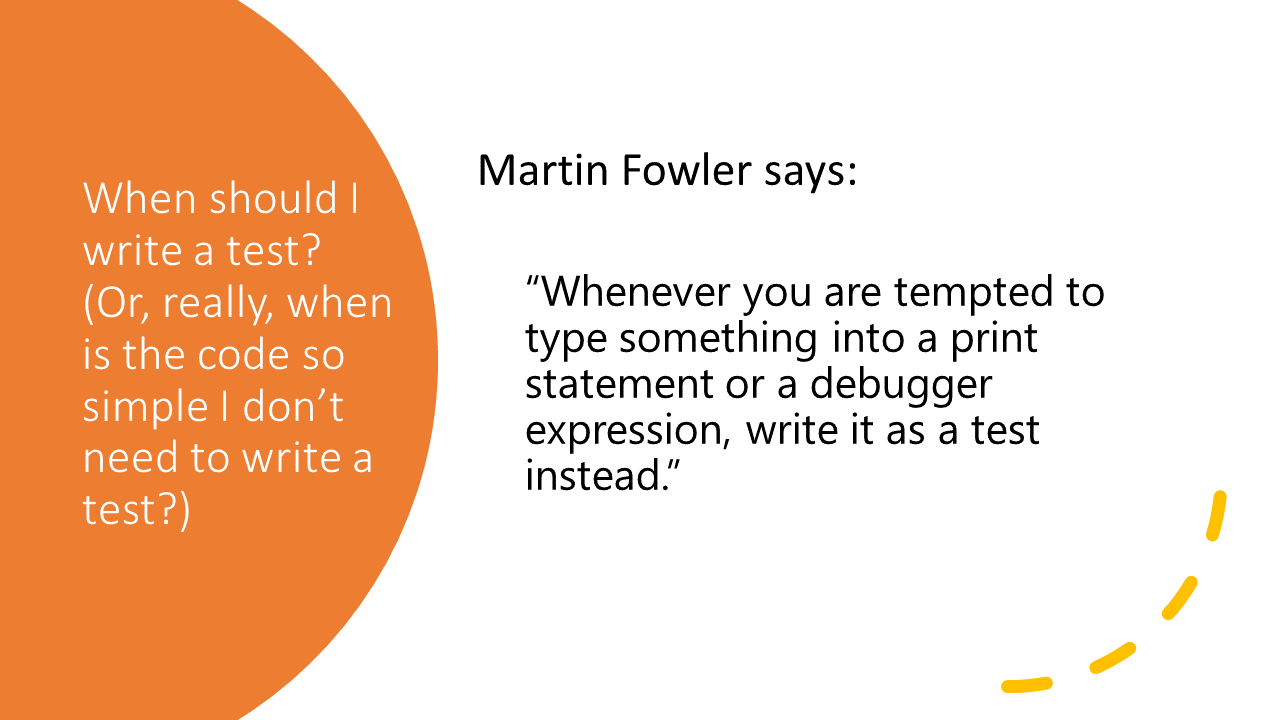 When should I
write a test?
(Or, really, when
is the code so
simple I don’t
need to write a
test?)
Martin Fowler says:
“Whenever you are tempted to
type something into a print
statement or a debugger
expression, write it as a test
instead.”